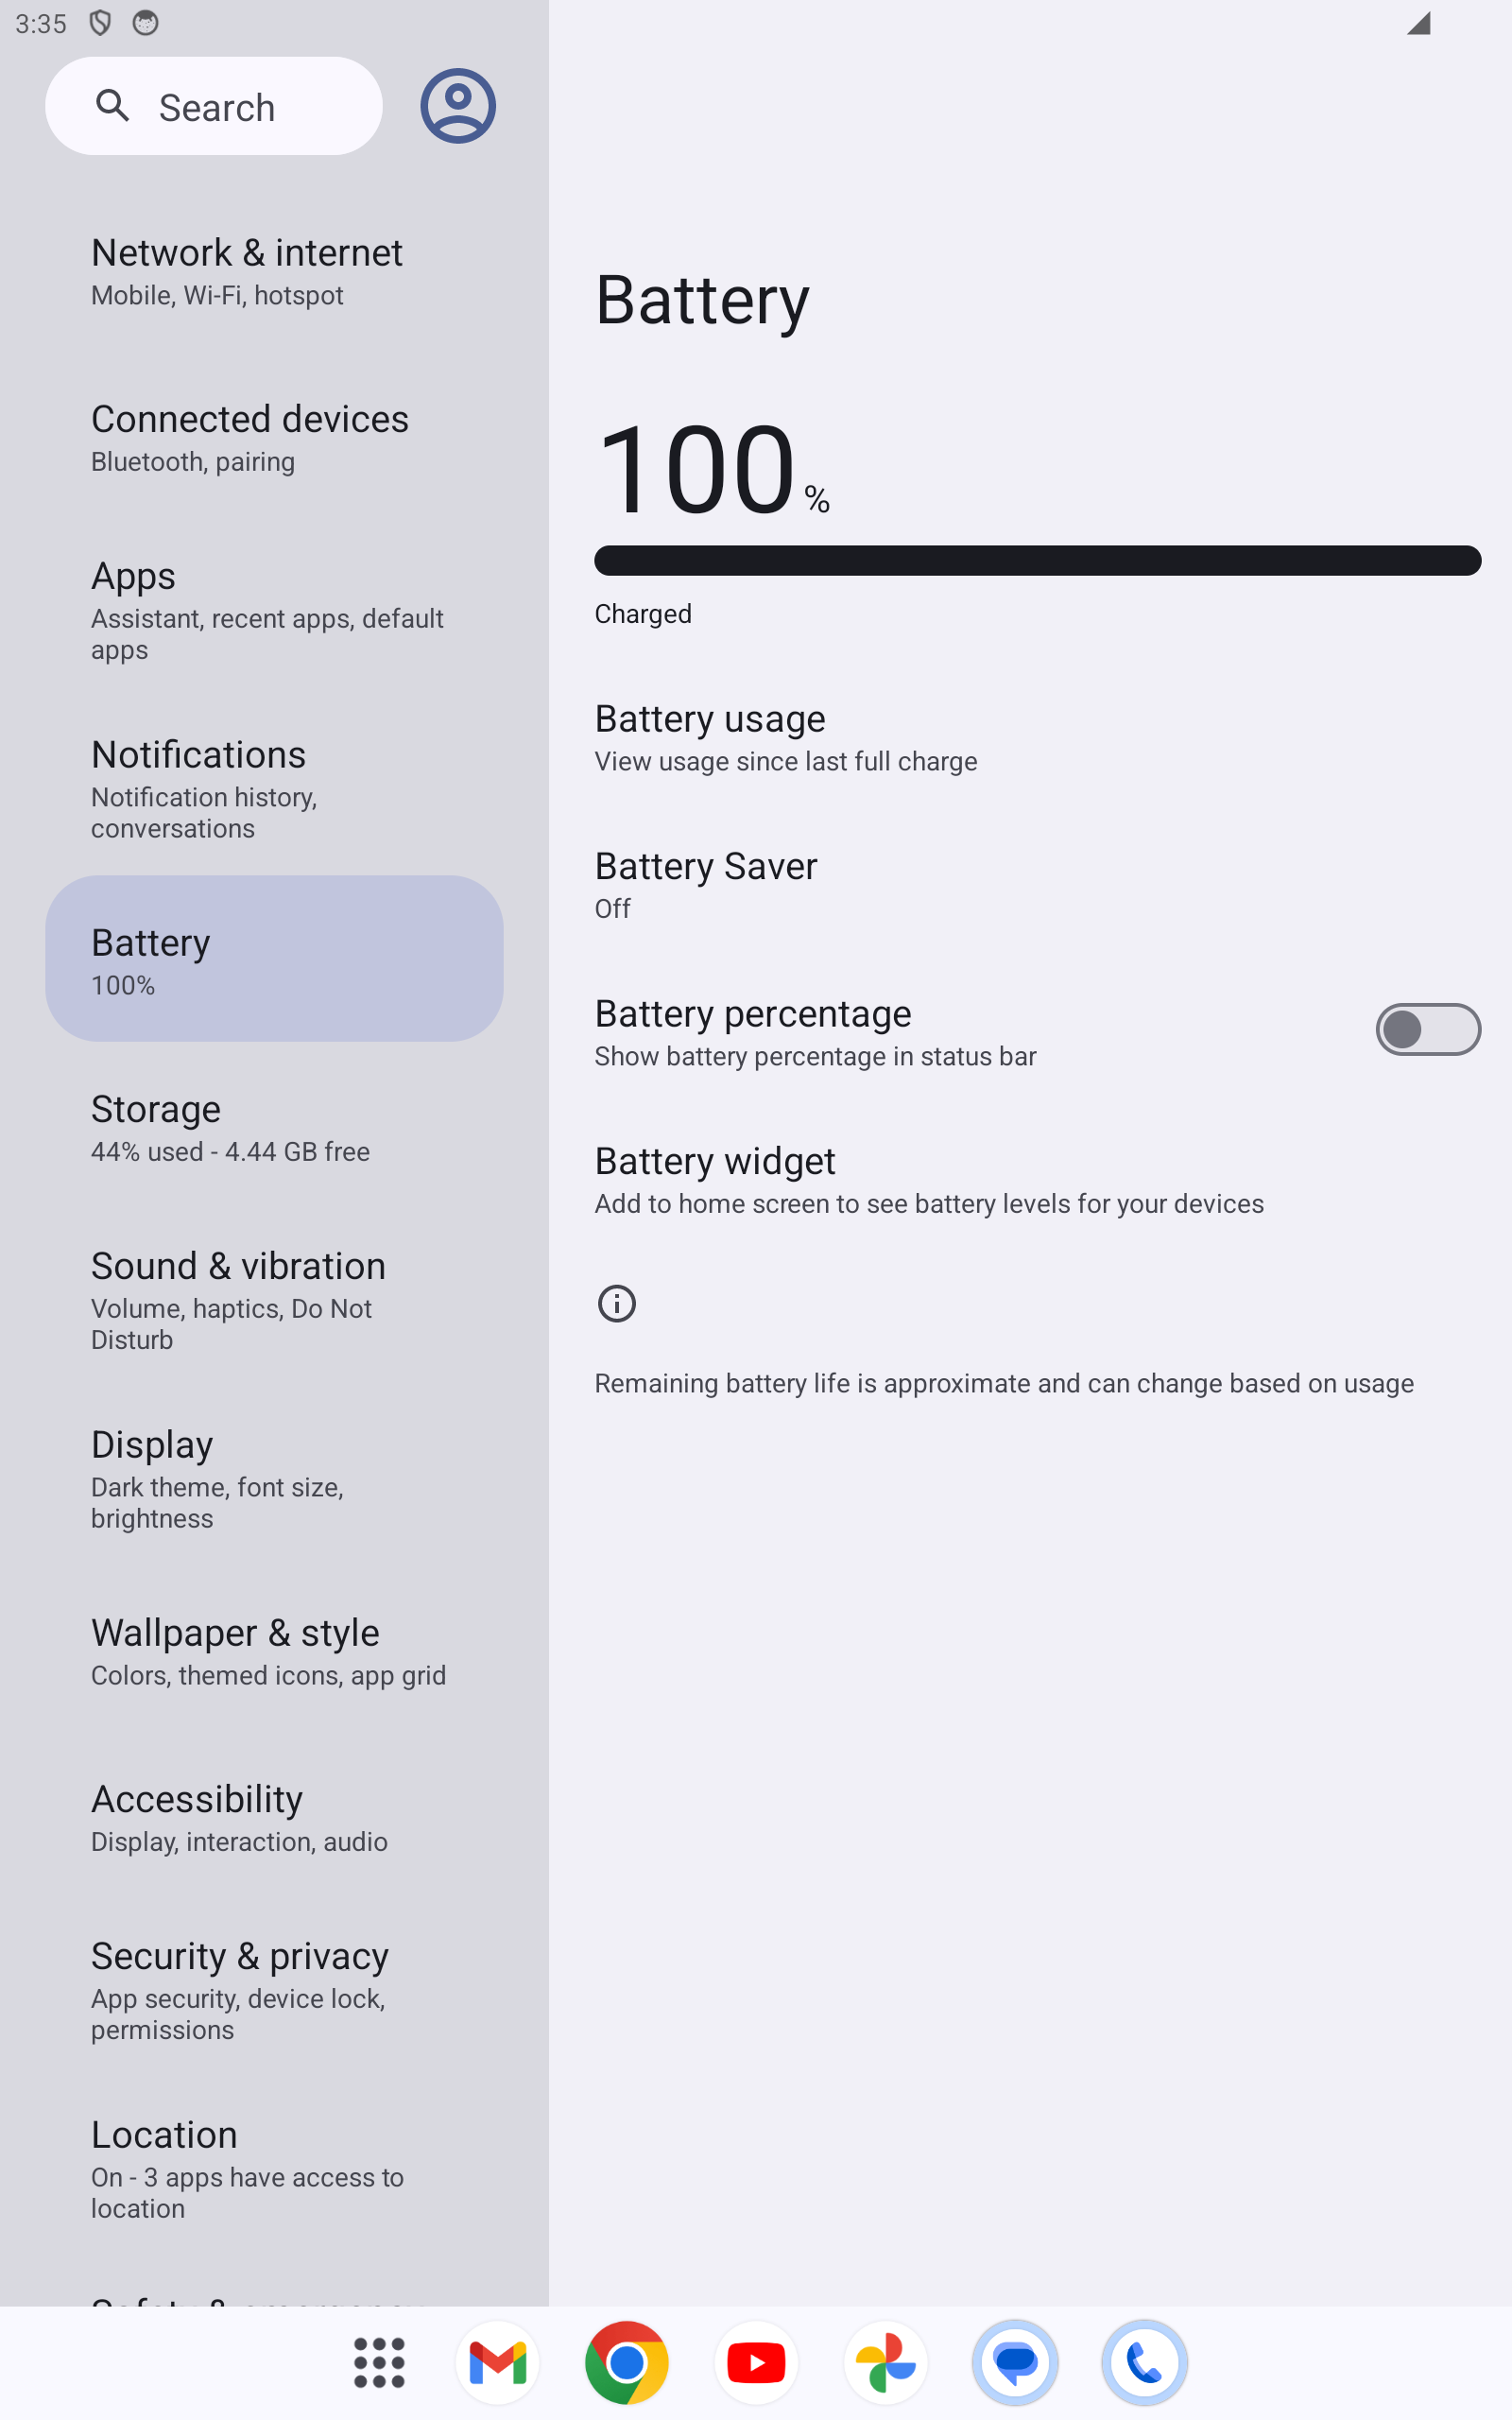 3:35
Search
Network & internet
Mobile, Wi-Fi, hotspot
Connected devices
Bluetooth, pairing
Apps
Assistant, recent apps, default
apps
Notifications
Notification history,
conversations
Battery
100%
Storage
44% used - 4.44 GB free
Sound & vibration
Volume, haptics, Do Not
Disturb
Display
Dark theme, font size,
brightness
Wallpaper & style
Colors, themed icons, app grid
Accessibility
Display, interaction, audio
Security & privacy
App security, device lock,
permissions
Location
On - 3 apps have access to
location
Battery
100 %
Charged
Battery usage
View usage since last full charge
Battery Saver
Off
Battery percentage
Show battery percentage in status bar
Battery widget
Add to home screen to see battery levels for your devices
Remaining battery life is approximate and can change based on usage